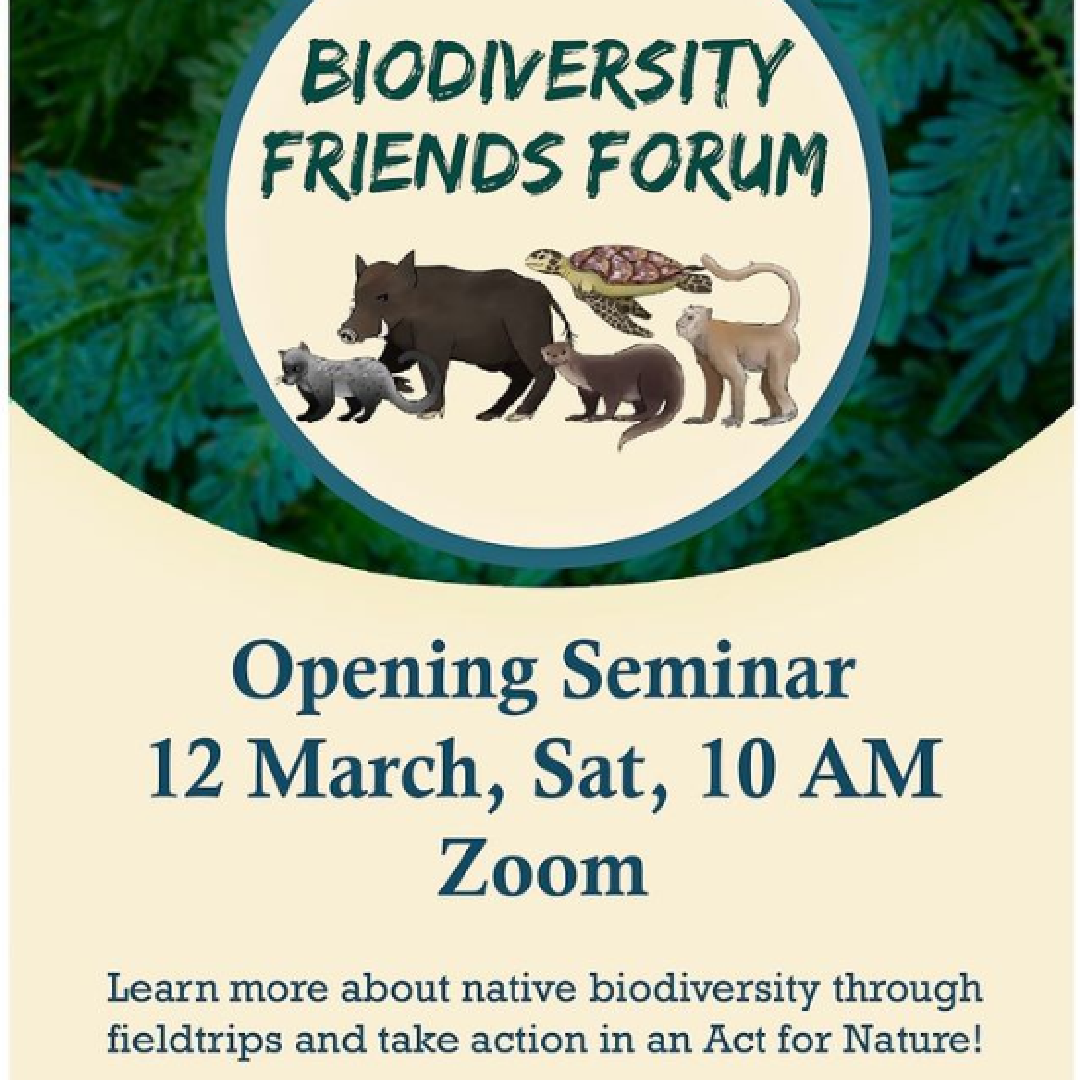 BIODIVERSITY
FRIENDS FORUM
Opening Seminar
12 March, Sat, 10 AM
Zoom
Learn more about native biodiversity through
fieldtrips and take action in an Act for Nature!